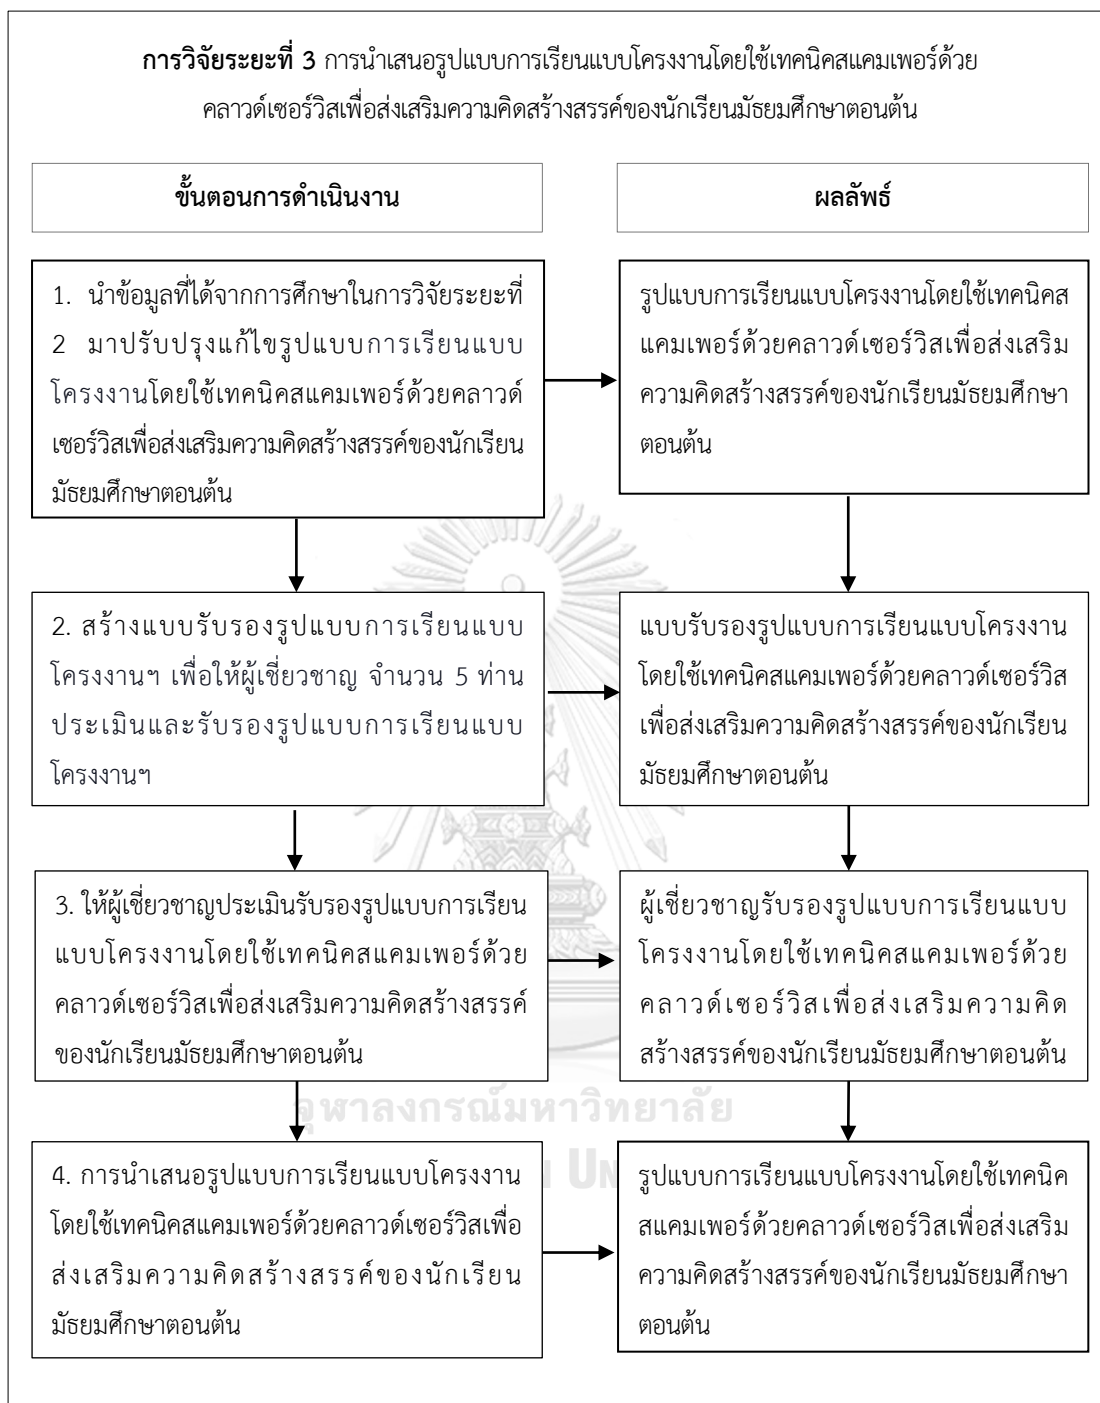 การวิจัยระยะที่ 3 การนำเสนอรูปแบบการเรียนแบบโครงงานโดยใช้เทคนิคสแคมเพอร์ด้วย
คลาวด์เซอร์วิสเพื่อส่งเสริมความคิดสร้างสรรค์ของนักเรียนมัธยมศึกษาตอนต้น
ขั้นตอนการดำเนินงาน
ผลลัพธ์
1. นำข้อมูลที่ได้จากการศึกษาในการวิจัยระยะที่
2 มาปรับปรุงแก้ไขรูปแบบการเรียนแบบ
โครงงานโดยใช้เทคนิคสแคมเพอร์ด้วยคลาวด์
เซอร์วิสเพื่อส่งเสริมความคิดสร้างสรรค์ของนักเรียน
มัธยมศึกษาตอนต้น
รูปแบบการเรียนแบบโครงงานโดยใช้เทคนิคส
แคมเพอร์ด้วยคลาวด์เซอร์วิสเพื่อส่งเสริม
ความคิดสร้างสรรค์ของนักเรียนมัธยมศึกษา
ตอนต้น
2. สร้างแบบรับรองรูปแบบการเรียนแบบ
โครงงานฯ เพื่อให้ผู้เชี่ยวชาญ จำนวน 5 ท่าน
ประเมินและรับรองรูปแบบการเรียนแบบ
โครงงานฯ
แบบรับรองรูปแบบการเรียนแบบโครงงาน
โดยใช้เทคนิคสแคมเพอร์ด้วยคลาวด์เซอร์วิส
เพื่อส่งเสริมความคิดสร้างสรรค์ของนักเรียน
มัธยมศึกษาตอนต้น
3. ให้ผู้เชี่ยวชาญประเมินรับรองรูปแบบการเรียน
แบบโครงงานโดยใช้เทคนิคสแคมเพอร์ด้วย
คลาวด์เซอร์วิสเพื่อส่งเสริมความคิดสร้างสรรค์
ของนักเรียนมัธยมศึกษาตอนต้น
ผู้เชี่ยวชาญรับรองรูปแบบการเรียนแบบ
โครงงานโดยใช้เทคนิคสแคมเพอร์ด้วย
คลาวด์เซอร์วิสเพื่อส่งเสริมความคิด
สร้างสรรค์ของนักเรียนมัธยมศึกษาตอนต้น
จุฬาลงกรณ์มหาวิทยาลัย
4. การนำเสนอรูปแบบการเรียนแบบโครงงาน
โดยใช้เทคนิคสแคมเพอร์ด้วยคลาวด์เซอร์วิสเพื่อ
ส่งเสริมความคิดสร้างสรรค์ของนักเรียน
มัธยมศึกษาตอนต้น
รูปแบบการเรียนแบบโครงงานโดยใช้เทคนิค
สแคมเพอร์ด้วยคลาวด์เซอร์วิสเพื่อส่งเสริม
ความคิดสร้างสรรค์ของนักเรียนมัธยมศึกษา
ตอนต้น